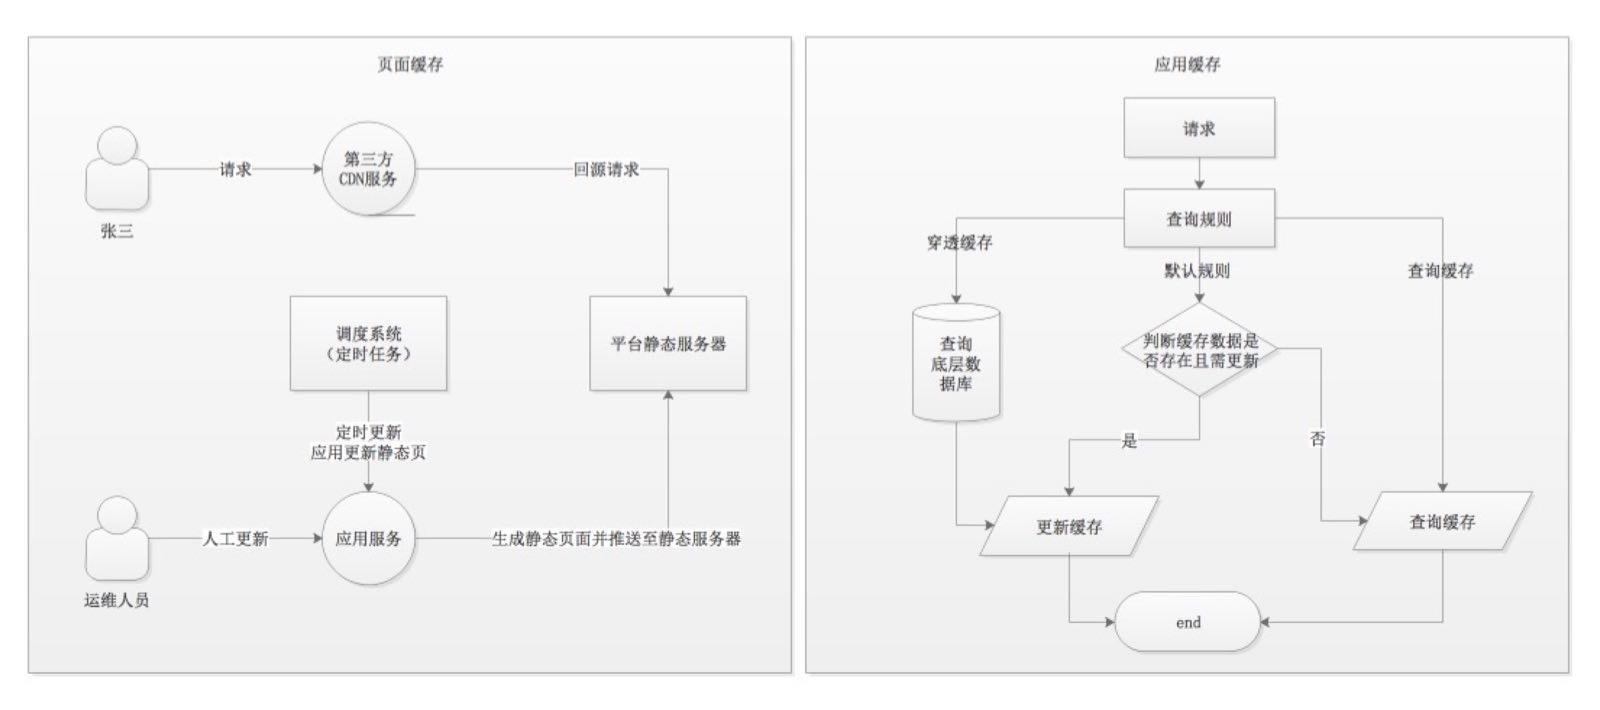 页面缓存
请求
第三方
CDN服务
回源请求
张三
调度系统
（定时任务）
平台静态服务器
定时更新
应用更新静态页
人工更新
应用服务
生成静态页面并推送至静态服务器
运维人员
应用缓存
请求
查询规则
穿透缓存
默认规则
查询缓存
查询
底层数
据库
判断缓存数据是
否存在且需更新
是
否
更新缓存
查询缓存
end